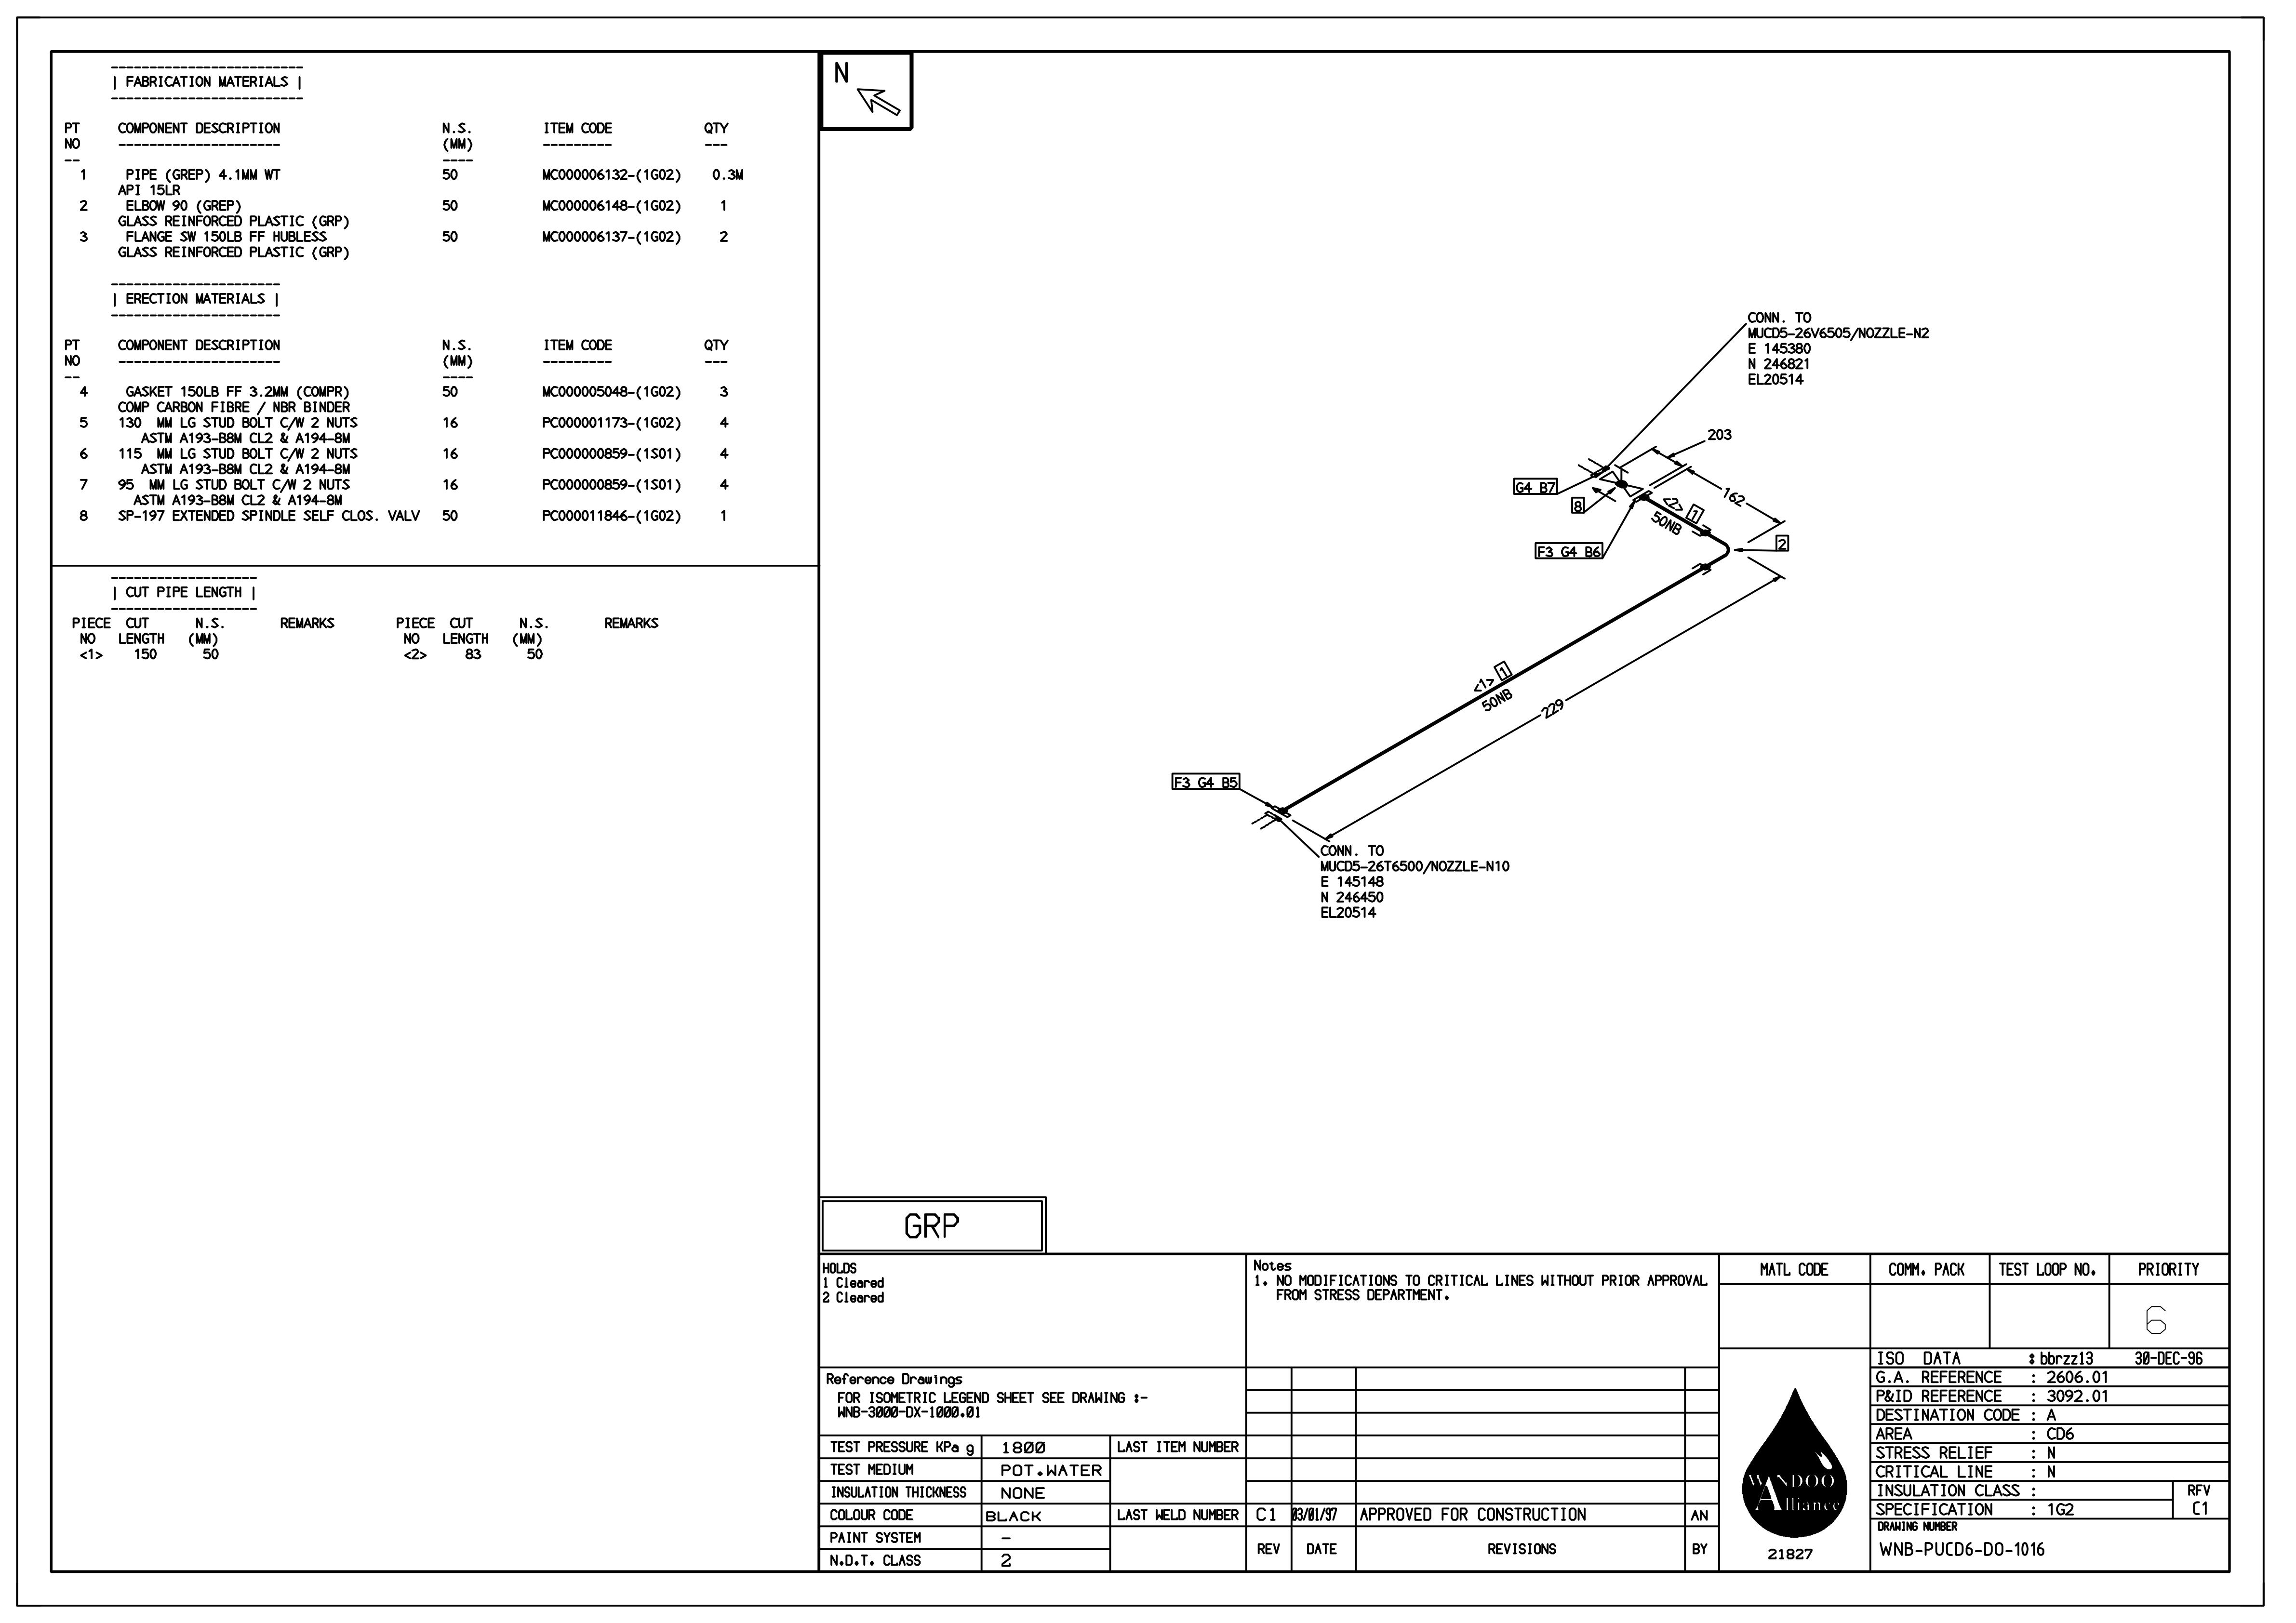 | FABRICATION MATERIALS |
PT COMPONENT DESCRIPTION N.S. ITEM CODE QTY
NO (MM)
1 PIPE (GREP) 4.1MM WT 50 MC000006132-(1G02) 0.3M
API 15LR
2 ELBOW 90 (GREP) 50 MC000006148-(1G02) 1
GLASS REINFORCED PLASTIC (GRP)
3 FLANGE SW 150LB FF HUBLESS 50 MC000006137-(1G02) 2
GLASS REINFORCED PLASTIC (GRP)
| ERECTION MATERIALS |
PT COMPONENT DESCRIPTION N.S. ITEM CODE QTY
NO (MM)
4 GASKET 150LB FF 3.2MM (COMPR) 50 MC000005048-(1G02) 3
COMP CARBON FIBRE / NBR BINDER
5 130 MM LG STUD BOLT C/W 2 NUTS 16 PC000001173-(1G02) 4
ASTM A193-B8M CL2 & A194-8M
6 115 MM LG STUD BOLT C/W 2 NUTS 16 PC000000859-(1S01) 4
ASTM A193-B8M CL2 & A194-8M
7 95 MM LG STUD BOLT C/W 2 NUTS 16 PC000000859-(1S01) 4
ASTM A193-B8M CL2 & A194-8M
8 SP-197 EXTENDED SPINDLE SELF CLOS. VALV 50 PC000011846-(1G02) 1
| CUT PIPE LENGTH |
PIECE CUT N.S. REMARKS PIECE CUT N.S. REMARKS
NO LENGTH (MM) NO LENGTH (MM)
<1> 150 50 <2> 83 50
N
CONN. TO
MUCD5-26V6505/NOZZLE-N2
E 145380
N 246821
EL20514
203
162
G4 B7
8
<2> 1
50NB
F3 G4 B6
2
<1> 1
50NB
229
F3 G4 B5
CONN. TO
MUCD5-26T6500/NOZZLE-N10
E 145148
N 246450
EL20514
GRP
HOLDS
1 Cleared
2 Cleared
Notes
1. NO MODIFICATIONS TO CRITICAL LINES WITHOUT PRIOR APPROVAL
FROM STRESS DEPARTMENT.
MATL CODE COMM. PACK TEST LOOP NO. PRIORITY
6
Reference Drawings
FOR ISOMETRIC LEGEND SHEET SEE DRAWING :-
WNB-3000-DX-1000.01
TEST PRESSURE KPa g 1800 LAST ITEM NUMBER
TEST MEDIUM POT.WATER
INSULATION THICKNESS NONE
COLOUR CODE BLACK LAST WELD NUMBER
PAINT SYSTEM -
N.D.T. CLASS 2
C1 03/01/97 APPROVED FOR CONSTRUCTION AN
REV DATE REVISIONS BY
WANDOO
Alliance
21827
ISO DATA : bbrzz13 30-DEC-96
G.A. REFERENCE : 2606.01
P&ID REFERENCE : 3092.01
DESTINATION CODE : A
AREA : CD6
STRESS RELIEF : N
CRITICAL LINE : N
INSULATION CLASS : RFV
SPECIFICATION : 1G2 C1
DRAWING NUMBER
WNB-PUCD6-DO-1016